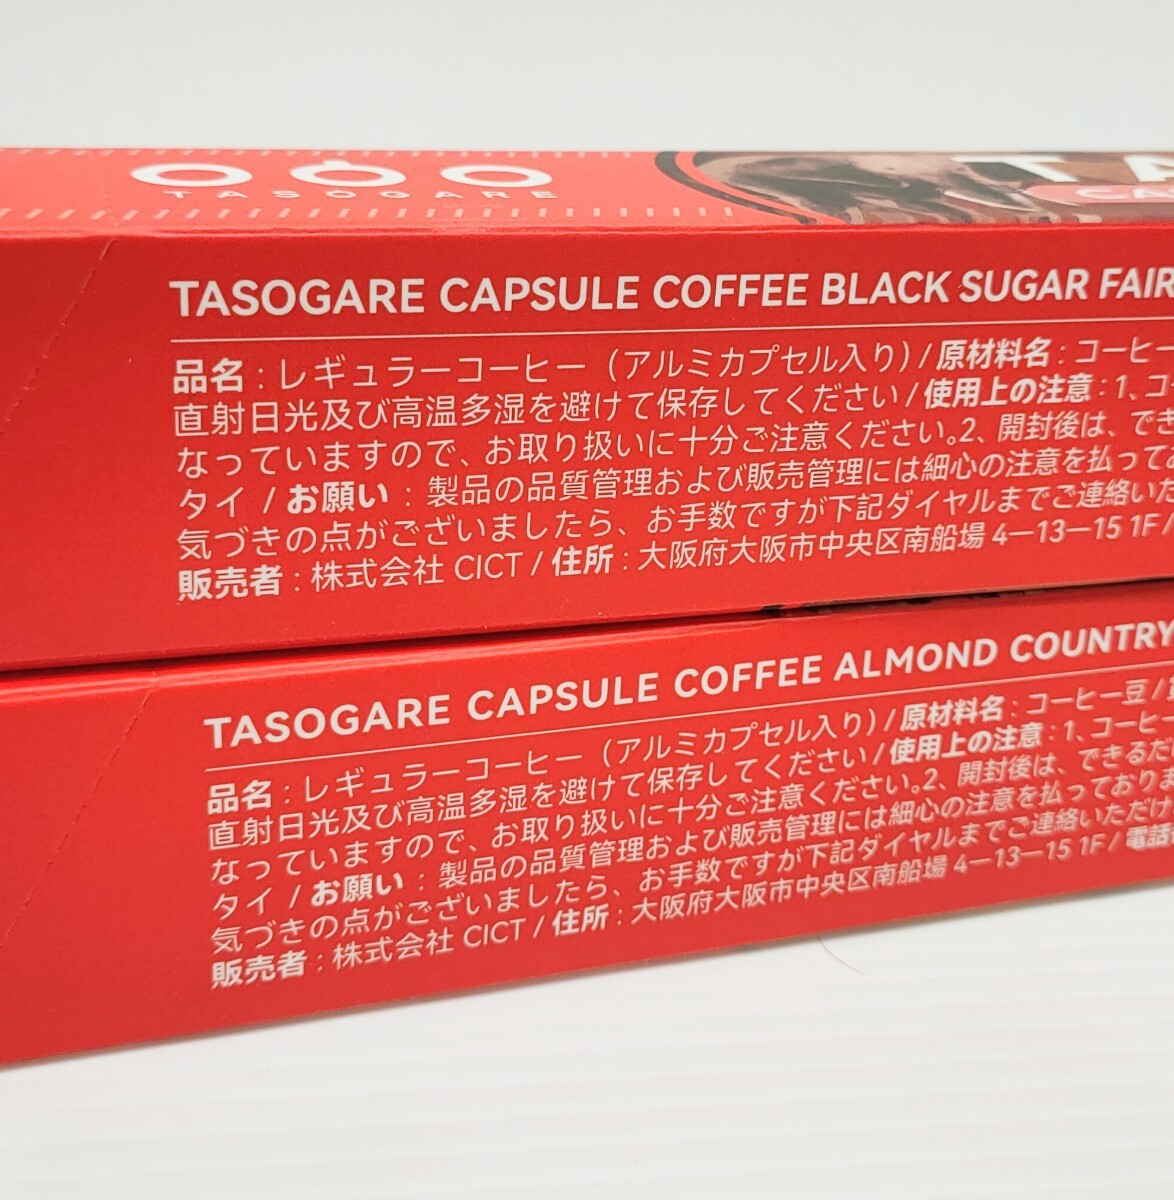 TASOGARE
TA
CA
TASOGARE CAPSULE COFFEE BLACK SUGAR FAIR
品名：レギュラーコーヒー（アルミカプセル入り）/ 原材料名：コーヒー
直射日光及び高温多湿を避けて保存してください / 使用上の注意：1、コ
なっていますので、お取り扱いに十分ご注意ください。2、開封後は、でき
タイ / お願い：製品の品質管理および販売管理には細心の注意を払ってお
気づきの点がございましたら、お手数ですが下記ダイヤルまでご連絡いた
販売者：株式会社 CICT / 住所：大阪府大阪市中央区南船場 4ー13ー15 1F /
TASOGARE CAPSULE COFFEE ALMOND COUNTRY
品名：レギュラーコーヒー（アルミカプセル入り）/ 原材料名：コーヒー豆 /
直射日光及び高温多湿を避けて保存してください / 使用上の注意：1、コーヒー
なっていますので、お取り扱いに十分ご注意ください。2、開封後は、できるだ
タイ / お願い：製品の品質管理および販売管理には細心の注意を払っておりま
気づきの点がございましたら、お手数ですが下記ダイヤルまでご連絡いただけ
販売者：株式会社 CICT / 住所：大阪府大阪市中央区南船場 4ー13ー15 1F / 電話